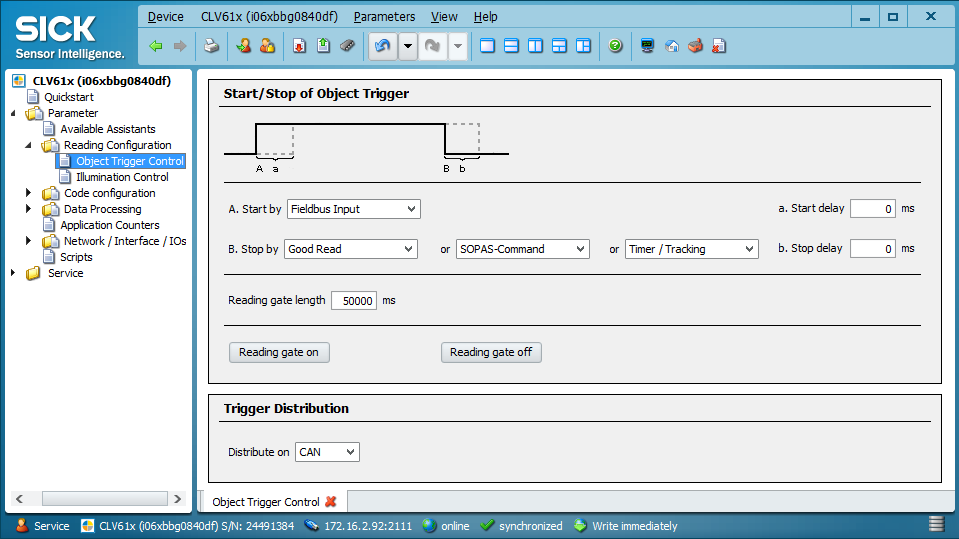 SICK
Sensor Intelligence.
Device CLV61x (i06xbbg0840df) Parameters View Help
CLV61x (i06xbbg0840df)
Quickstart
Parameter
Available Assistants
Reading Configuration
Object Trigger Control
Illumination Control
Code configuration
Data Processing
Application Counters
Network / Interface / IOs
Scripts
Service
Start/Stop of Object Trigger
A a B b
A. Start by Fieldbus Input a. Start delay 0 ms
B. Stop by Good Read or SOPAS-Command or Timer / Tracking b. Stop delay 0 ms
Reading gate length 50000 ms
Reading gate on Reading gate off
Trigger Distribution
Distribute on CAN
Object Trigger Control
Service CLV61x (i06xbbg0840df) S/N: 24491384 172.16.2.92:2111 online synchronized Write immediately